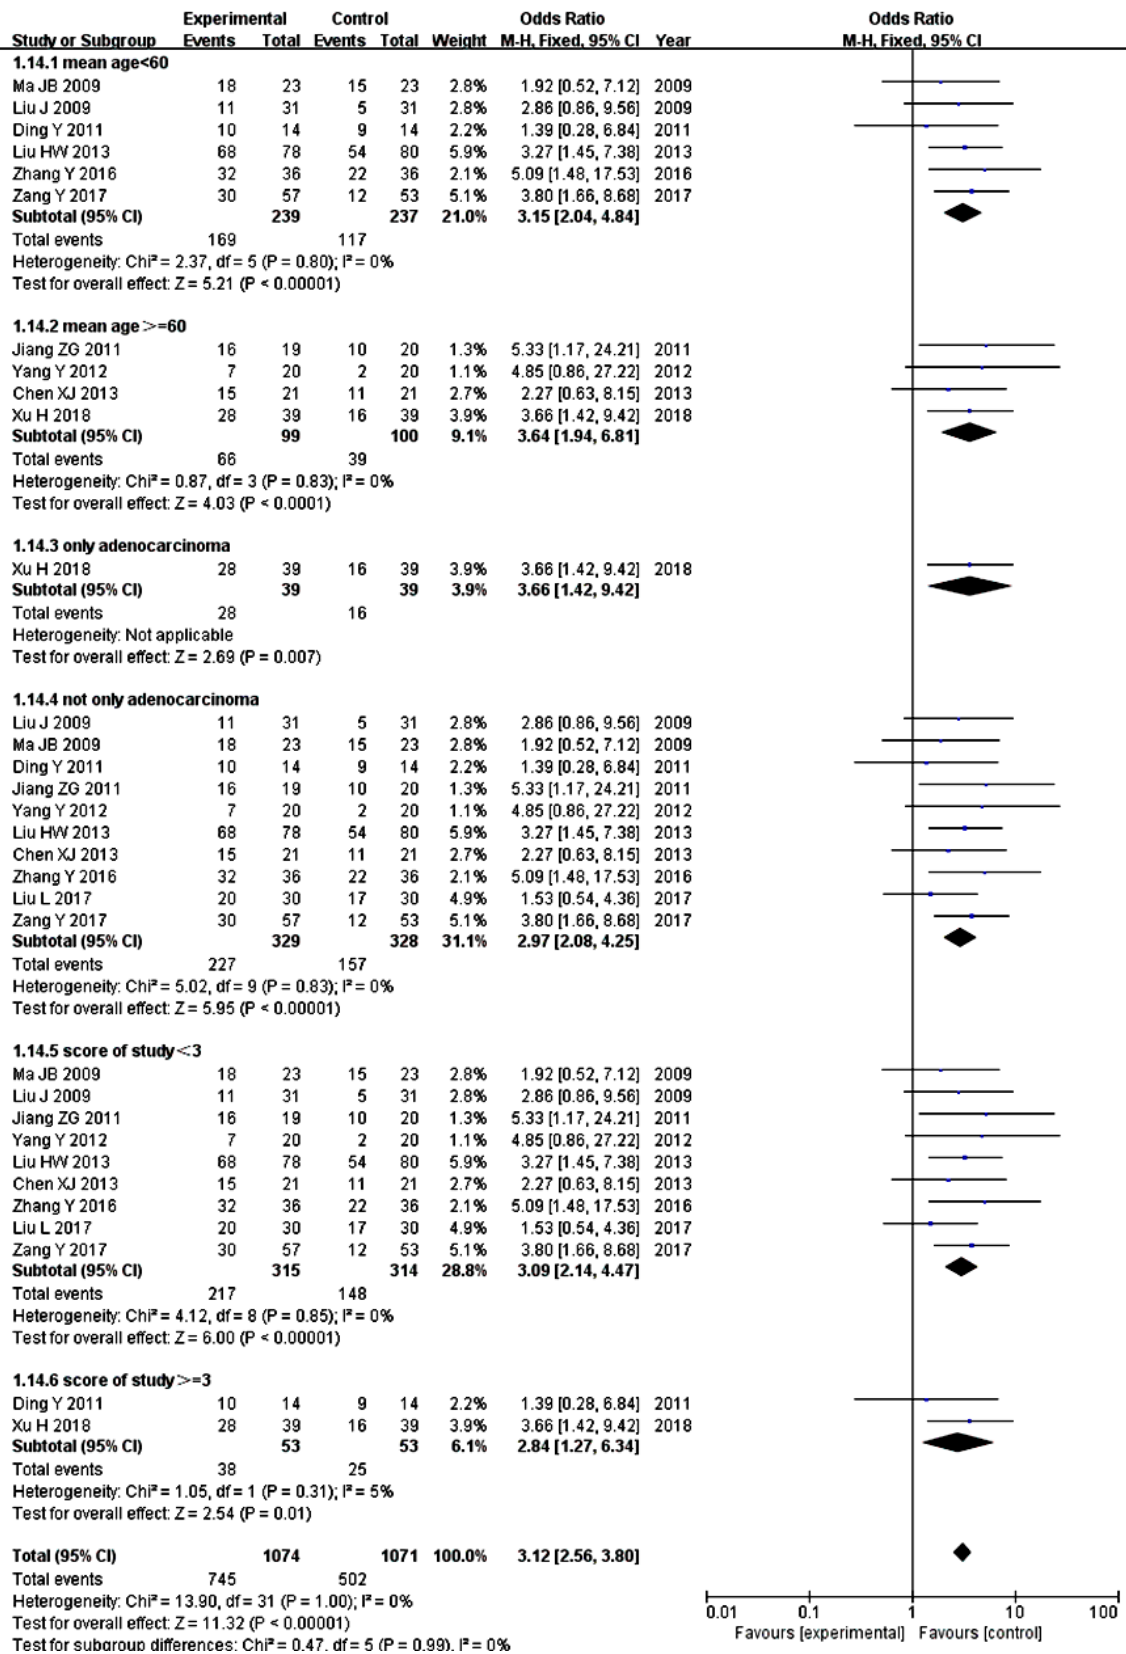 Experimental Control Odds Ratio Odds Ratio
Study or Subgroup Events Total Events Total Weight M-H, Fixed, 95% CI Year M-H, Fixed, 95% CI
1.14.1 mean age<60
Ma JB 2009 18 23 15 23 2.8% 1.92 [0.52, 7.12] 2009
Liu J 2009 11 31 5 31 2.8% 2.86 [0.86, 9.56] 2009
Ding Y 2011 10 14 9 14 2.2% 1.39 [0.28, 6.84] 2011
Liu HW 2013 68 78 54 80 5.9% 3.27 [1.45, 7.38] 2013
Zhang Y 2016 32 36 22 36 2.1% 5.09 [1.48, 17.53] 2016
Zang Y 2017 30 57 12 53 5.1% 3.80 [1.66, 8.68] 2017
Subtotal (95% CI) 239 237 21.0% 3.15 [2.04, 4.84]
Total events 169 117
Heterogeneity: Chi² = 2.37, df = 5 (P = 0.80); I² = 0%
Test for overall effect: Z = 5.21 (P < 0.00001)
1.14.2 mean age >=60
Jiang ZG 2011 16 19 10 20 1.3% 5.33 [1.17, 24.21] 2011
Yang Y 2012 7 20 2 20 1.1% 4.85 [0.86, 27.22] 2012
Chen XJ 2013 15 21 11 21 2.7% 2.27 [0.63, 8.15] 2013
Xu H 2018 28 39 16 39 3.9% 3.66 [1.42, 9.42] 2018
Subtotal (95% CI) 99 100 9.1% 3.64 [1.94, 6.81]
Total events 66 39
Heterogeneity: Chi² = 0.87, df = 3 (P = 0.83); I² = 0%
Test for overall effect: Z = 4.03 (P < 0.0001)
1.14.3 only adenocarcinoma
Xu H 2018 28 39 16 39 3.9% 3.66 [1.42, 9.42] 2018
Subtotal (95% CI) 39 39 3.9% 3.66 [1.42, 9.42]
Total events 28 16
Heterogeneity: Not applicable
Test for overall effect: Z = 2.69 (P = 0.007)
1.14.4 not only adenocarcinoma
Liu J 2009 11 31 5 31 2.8% 2.86 [0.86, 9.56] 2009
Ma JB 2009 18 23 15 23 2.8% 1.92 [0.52, 7.12] 2009
Ding Y 2011 10 14 9 14 2.2% 1.39 [0.28, 6.84] 2011
Jiang ZG 2011 16 19 10 20 1.3% 5.33 [1.17, 24.21] 2011
Yang Y 2012 7 20 2 20 1.1% 4.85 [0.86, 27.22] 2012
Liu HW 2013 68 78 54 80 5.9% 3.27 [1.45, 7.38] 2013
Chen XJ 2013 15 21 11 21 2.7% 2.27 [0.63, 8.15] 2013
Zhang Y 2016 32 36 22 36 2.1% 5.09 [1.48, 17.53] 2016
Liu L 2017 20 30 17 30 4.9% 1.53 [0.54, 4.36] 2017
Zang Y 2017 30 57 12 53 5.1% 3.80 [1.66, 8.68] 2017
Subtotal (95% CI) 329 328 31.1% 2.97 [2.08, 4.25]
Total events 227 157
Heterogeneity: Chi² = 5.02, df = 9 (P = 0.83); I² = 0%
Test for overall effect: Z = 5.95 (P < 0.00001)
1.14.5 score of study<3
Ma JB 2009 18 23 15 23 2.8% 1.92 [0.52, 7.12] 2009
Liu J 2009 11 31 5 31 2.8% 2.86 [0.86, 9.56] 2009
Jiang ZG 2011 16 19 10 20 1.3% 5.33 [1.17, 24.21] 2011
Yang Y 2012 7 20 2 20 1.1% 4.85 [0.86, 27.22] 2012
Liu HW 2013 68 78 54 80 5.9% 3.27 [1.45, 7.38] 2013
Chen XJ 2013 15 21 11 21 2.7% 2.27 [0.63, 8.15] 2013
Zhang Y 2016 32 36 22 36 2.1% 5.09 [1.48, 17.53] 2016
Liu L 2017 20 30 17 30 4.9% 1.53 [0.54, 4.36] 2017
Zang Y 2017 30 57 12 53 5.1% 3.80 [1.66, 8.68] 2017
Subtotal (95% CI) 315 314 28.8% 3.09 [2.14, 4.47]
Total events 217 148
Heterogeneity: Chi² = 4.12, df = 8 (P = 0.85); I² = 0%
Test for overall effect: Z = 6.00 (P < 0.00001)
1.14.6 score of study>=3
Ding Y 2011 10 14 9 14 2.2% 1.39 [0.28, 6.84] 2011
Xu H 2018 28 39 16 39 3.9% 3.66 [1.42, 9.42] 2018
Subtotal (95% CI) 53 53 6.1% 2.84 [1.27, 6.34]
Total events 38 25
Heterogeneity: Chi² = 1.05, df = 1 (P = 0.31); I² = 5%
Test for overall effect: Z = 2.54 (P = 0.01)
Total (95% CI) 1074 1071 100.0% 3.12 [2.56, 3.80]
Total events 745 502
Heterogeneity: Chi² = 13.90, df = 31 (P = 1.00); I² = 0%
Test for overall effect: Z = 11.32 (P < 0.00001)
Test for subgroup differences: Chi² = 0.47, df = 5 (P = 0.99), I² = 0%
0.01 0.1 1 10 100
Favours [experimental] Favours [control]